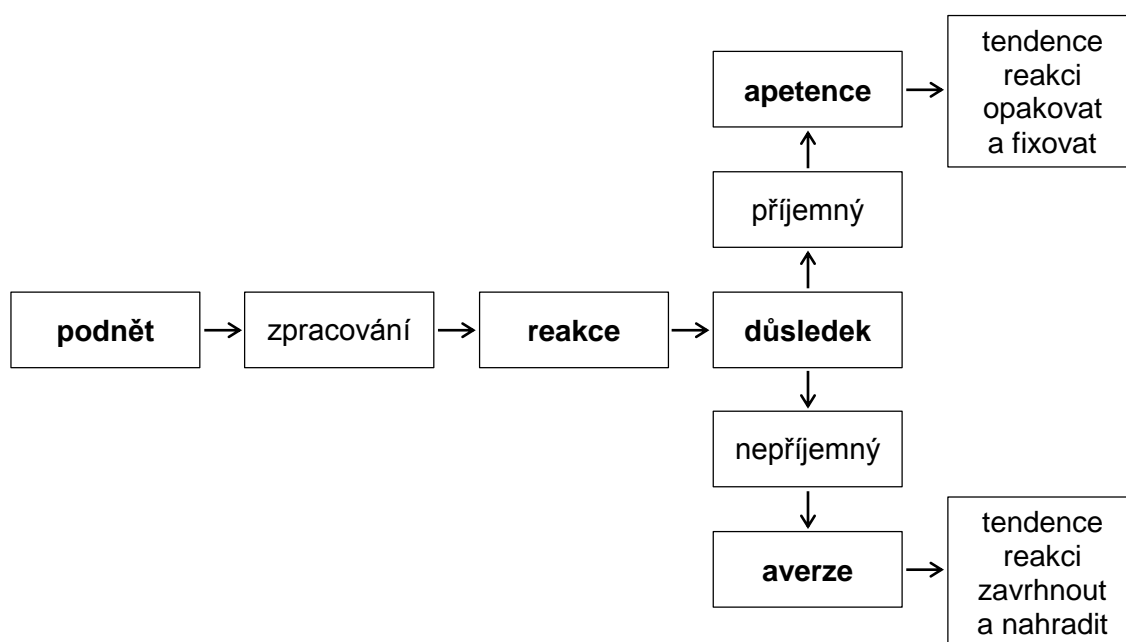 tendence
reakci
opakovat
a fixovat
apetence
příjemný
podnět
zpracování
reakce
důsledek
nepříjemný
averze
tendence
reakci
zavrhnout
a nahradit